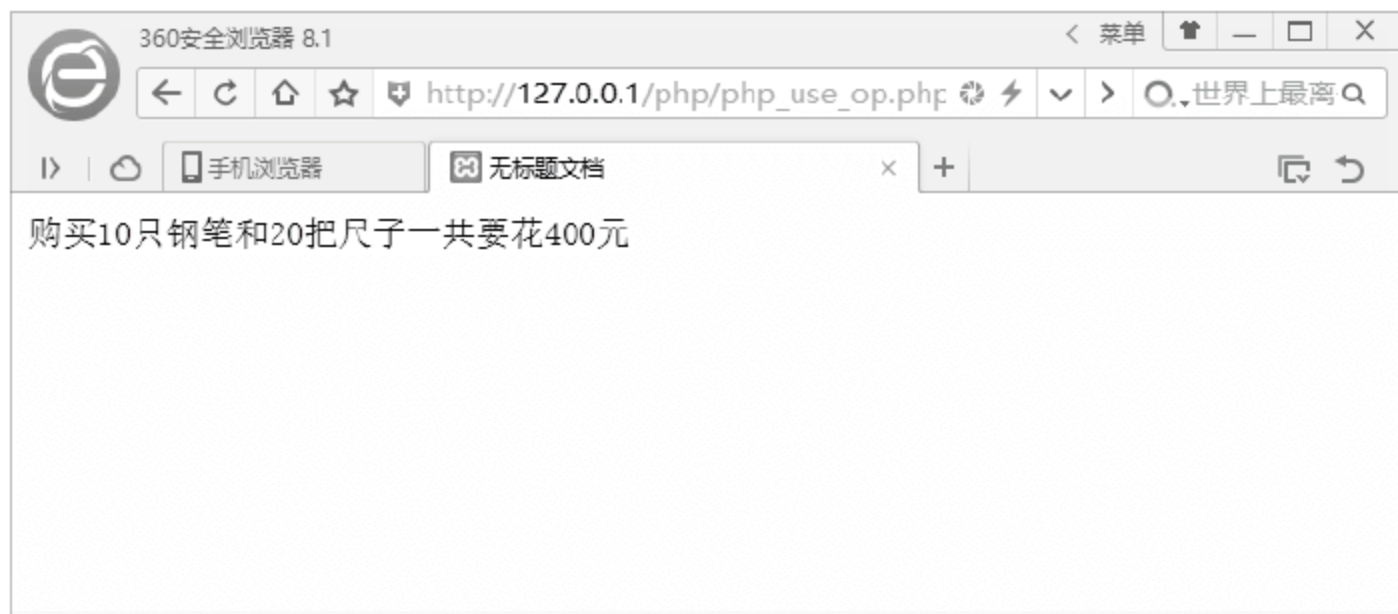 360安全浏览器 8.1
菜单
http://127.0.0.1/php/php_use_op.php
世界上最离
手机浏览器
无标题文档
购买10只钢笔和20把尺子一共要花400元